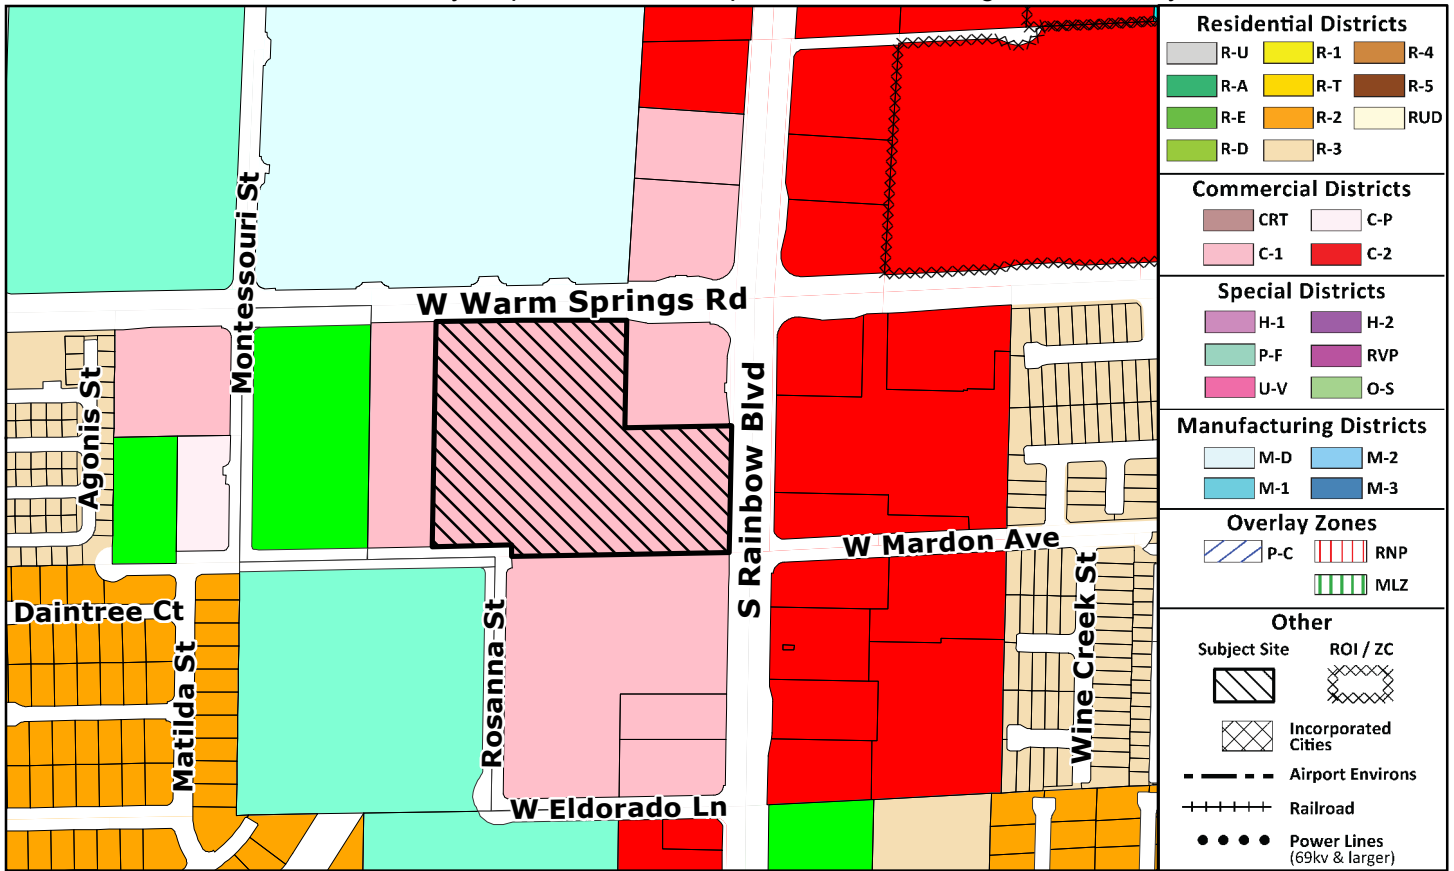 Montessouri St
W Warm Springs Rd
Agonis St
S Rainbow Blvd
W Mardon Ave
Daintree Ct
Matilda St
Rosanna St
Wine Creek St
W Eldorado Ln
Residential Districts
R-U R-1 R-4
R-A R-T R-5
R-E R-2 RUD
R-D R-3
Commercial Districts
CRT C-P
C-1 C-2
Special Districts
H-1 H-2
P-F RVP
U-V O-S
Manufacturing Districts
M-D M-2
M-1 M-3
Overlay Zones
P-C RNP
MLZ
Other
Subject Site ROI / ZC
Incorporated
Cities
Airport Environs
Railroad
Power Lines
(69kv & larger)